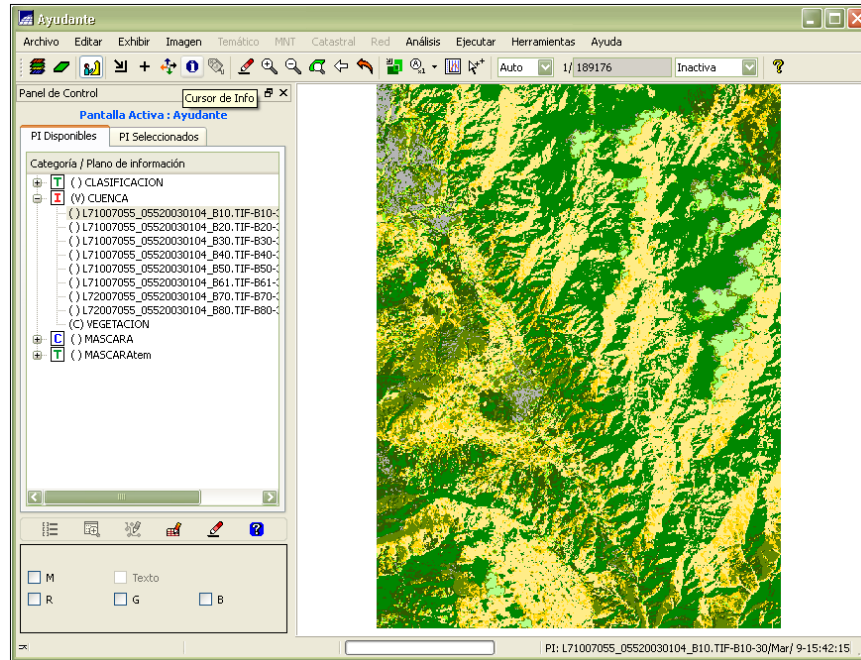 Ayudante
Archivo Editar Exhibir Imagen Temático MNT Catastral Red Análisis Ejecutar Herramientas Ayuda
Auto 1/ 189176 Inactiva
Panel de Control
Cursor de Info
Pantalla Activa : Ayudante
PI Disponibles PI Seleccionados
Categoría / Plano de información
T ( ) CLASIFICACION
I (V) CUENCA
( ) L71007055_05520030104_B10.TIF-B10-3
( ) L71007055_05520030104_B20.TIF-B20-3
( ) L71007055_05520030104_B30.TIF-B30-3
( ) L71007055_05520030104_B40.TIF-B40-3
( ) L71007055_05520030104_B50.TIF-B50-3
( ) L71007055_05520030104_B61.TIF-B61-3
( ) L72007055_05520030104_B70.TIF-B70-3
( ) L72007055_05520030104_B80.TIF-B80-3
(C) VEGETACION
C ( ) MASCARA
T ( ) MASCARAtem
M Texto
R G B
PI: L71007055_05520030104_B10.TIF-B10-30/Mar/ 9-15:42:15